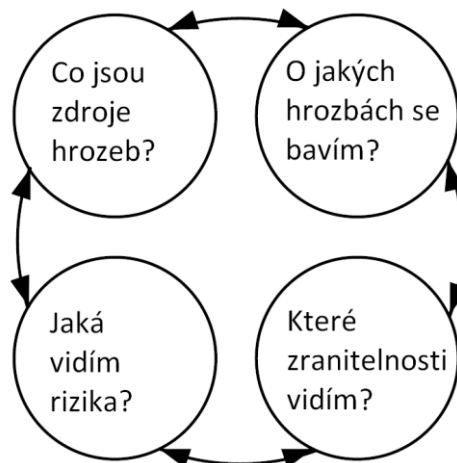 Co jsou
zdroje
hrozeb?
O jakých
hrozbách se
bavím?
Jaká
vidím
rizika?
Které
zranitelnosti
vidím?